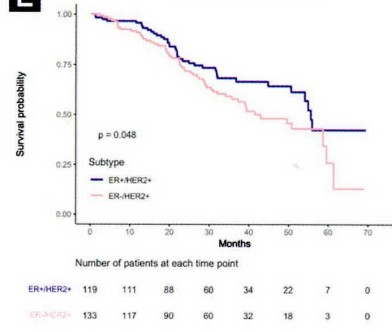 E
1.00
0.75
0.50
0.25
0.00
Survival probability
p = 0.048
Subtype
ER+/HER2+
ER-/HER2+
0 10 20 30 40 50 60 70
Months
Number of patients at each time point
ER+/HER2+ 119 111 88 60 34 22 7 0
ER-/HER2+ 133 117 90 60 32 18 3 0